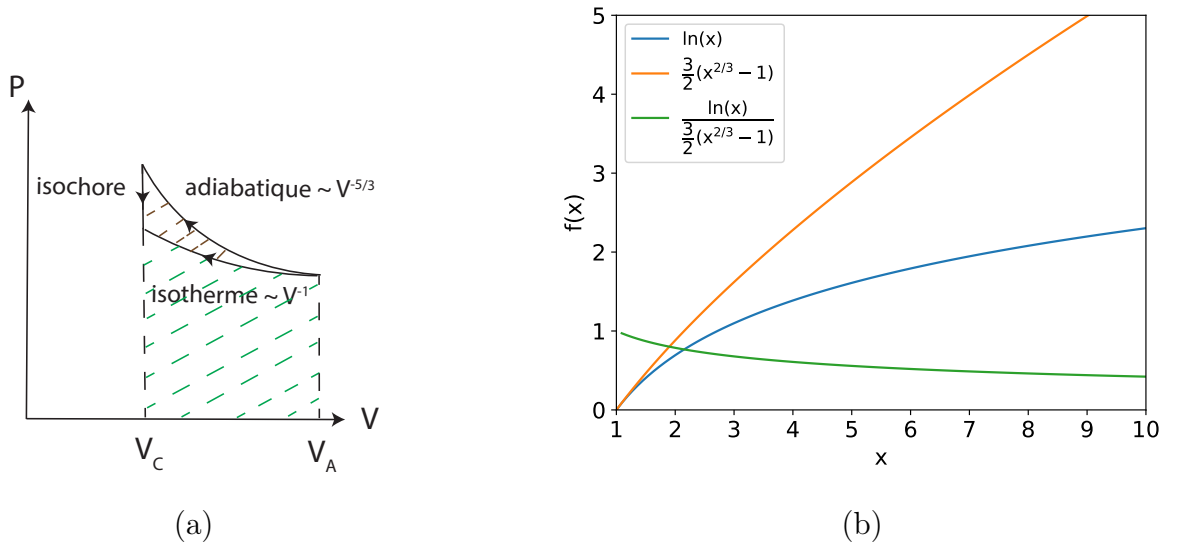 P
isochore
adiabatique ~ V^-5/3
isotherme ~ V^-1
V
V_C
V_A
(a)
5
4
3
2
1
0
f(x)
ln(x)
3/2(x^2/3 − 1)
ln(x)
3/2(x^2/3 − 1)
1 2 3 4 5 6 7 8 9 10
x
(b)